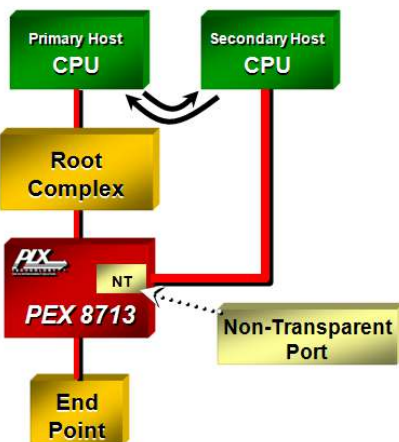 Primary Host
CPU
Secondary Host
CPU
Root
Complex
PLX
NT
PEX 8713
Non-Transparent
Port
End
Point